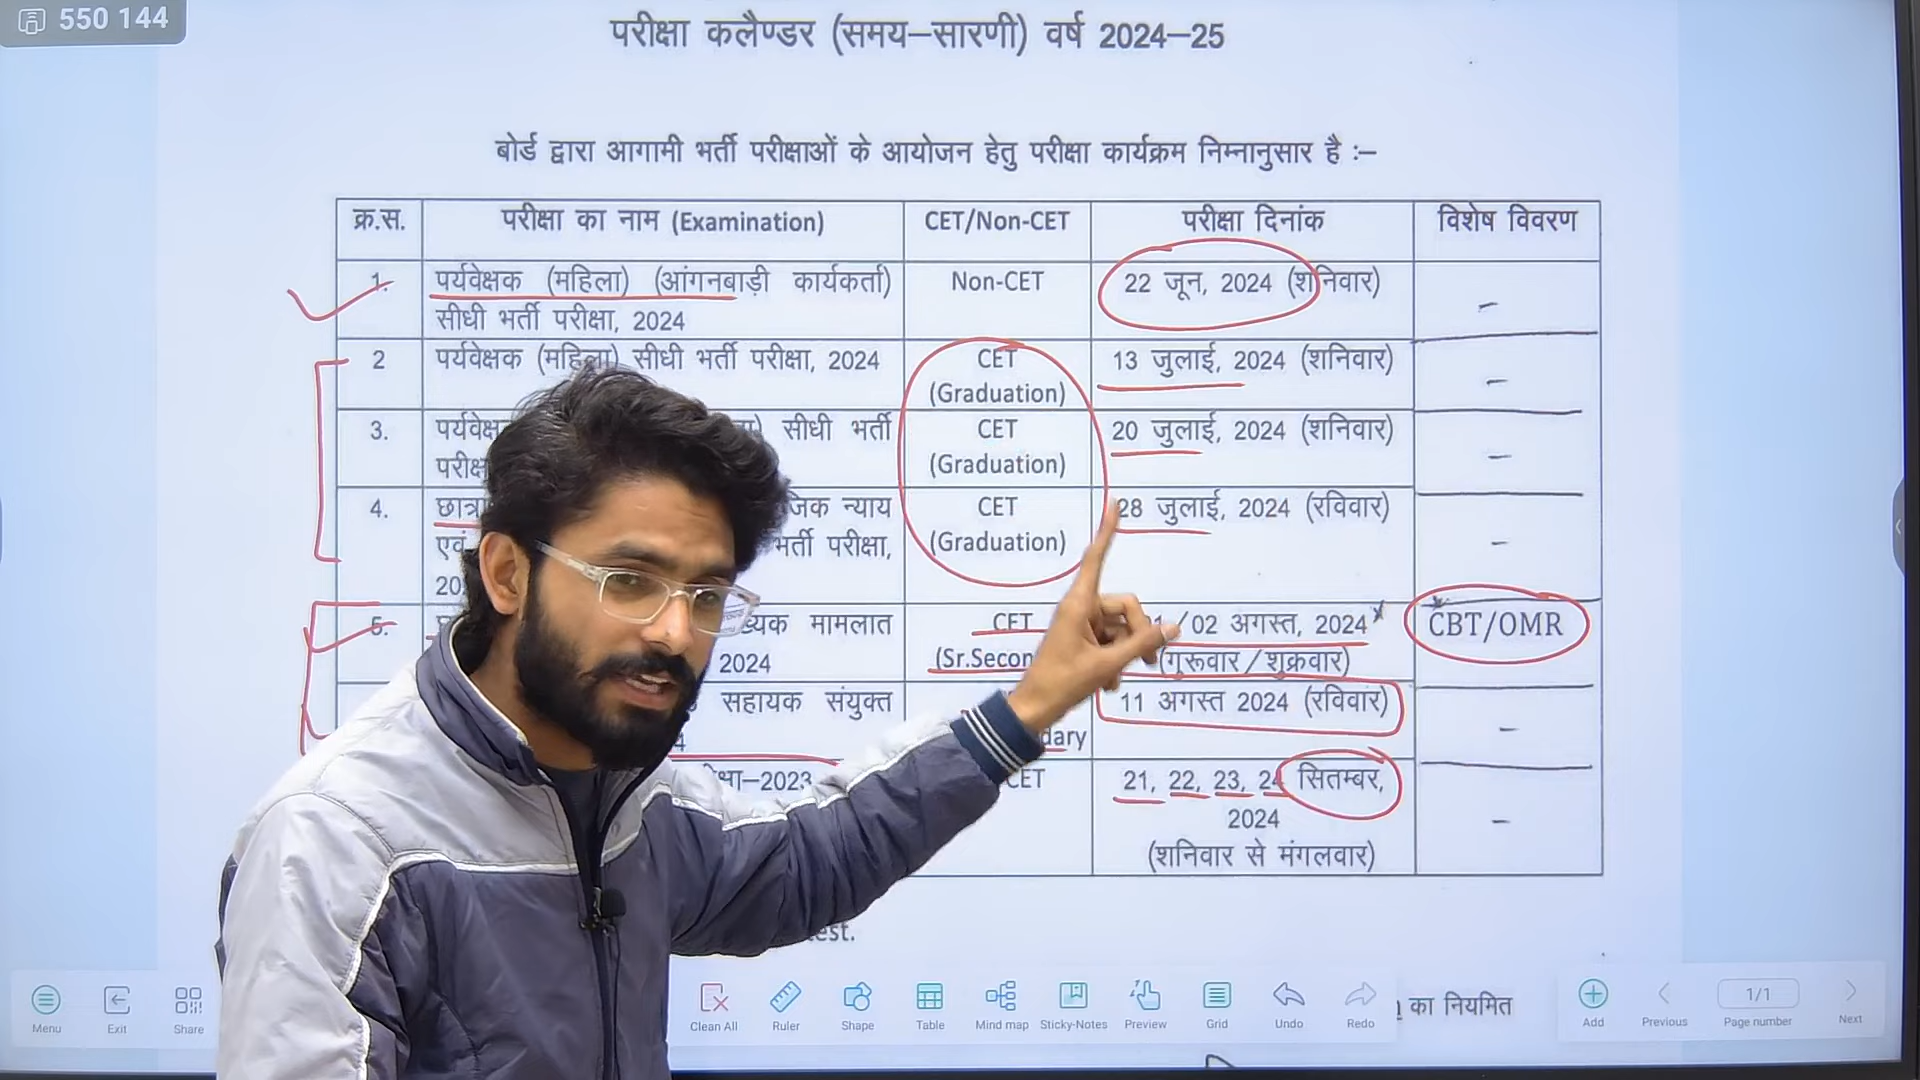 550 144
परीक्षा कलैण्डर (समय–सारणी) वर्ष 2024–25
बोर्ड द्वारा आगामी भर्ती परीक्षाओं के आयोजन हेतु परीक्षा कार्यक्रम निम्नानुसार है :–
क्र.स. परीक्षा का नाम (Examination) CET/Non-CET परीक्षा दिनांक विशेष विवरण
1. पर्यवेक्षक (महिला) (आंगनबाड़ी कार्यकर्ता) Non-CET 22 जून, 2024 (शनिवार) –
सीधी भर्ती परीक्षा, 2024
2 पर्यवेक्षक (महिला) सीधी भर्ती परीक्षा, 2024 CET 13 जुलाई, 2024 (शनिवार) –
(Graduation)
3. सीधी भर्ती CET 20 जुलाई, 2024 (शनिवार) –
(Graduation)
4. न्याय CET 28 जुलाई, 2024 (रविवार) –
एवं भर्ती परीक्षा, (Graduation)
5. मामलात CET /02 अगस्त, 2024 CBT/OMR
2024 (गुरूवार/शुक्रवार)
सहायक संयुक्त 11 अगस्त 2024 (रविवार) –
–2023 CET 21, 22, 23, 24 सितम्बर, –
2024
(शनिवार से मंगलवार)
का नियमित
Menu Exit Share Clean All Ruler Shape Table Mind map Sticky-Notes Preview Grid Undo Redo Add Previous 1/1 Page number Next